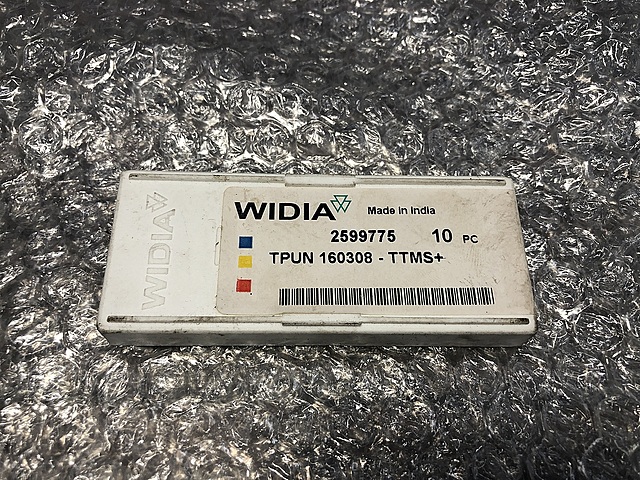 WIDIA
WIDIA Made in India
2599775 10 PC
TPUN 160308 - TTMS+